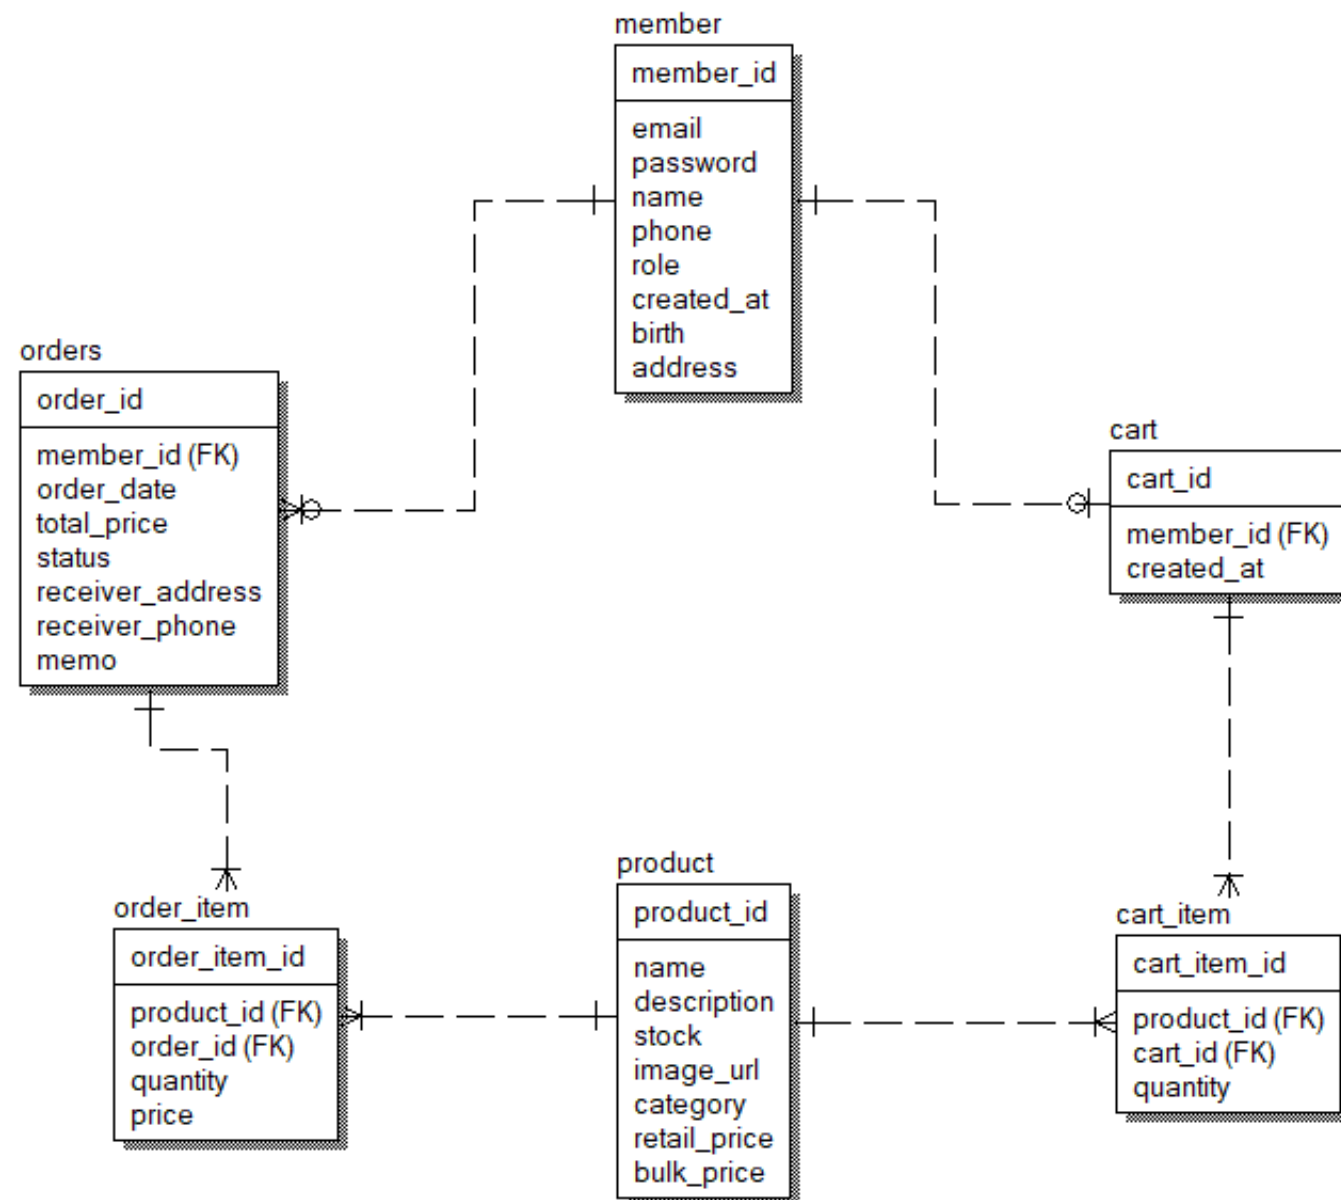 member
member_id
email
password
name
phone
role
created_at
birth
address
orders
order_id
member_id (FK)
order_date
total_price
status
receiver_address
receiver_phone
memo
cart
cart_id
member_id (FK)
created_at
order_item
order_item_id
product_id (FK)
order_id (FK)
quantity
price
product
product_id
name
description
stock
image_url
category
retail_price
bulk_price
cart_item
cart_item_id
product_id (FK)
cart_id (FK)
quantity